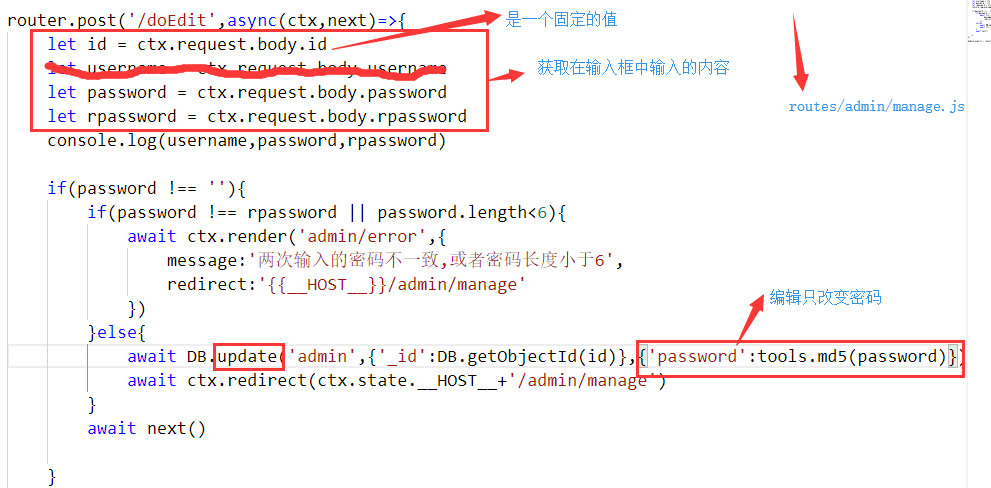 router.post('/doEdit',async(ctx,next)=>{
是一个固定的值
let id = ctx.request.body.id
let username = ctx.request.body.username
获取在输入框中输入的内容
let password = ctx.request.body.password
routes/admin/manage.js
let rpassword = ctx.request.body.rpassword
console.log(username,password,rpassword)
if(password !== ''){
if(password !== rpassword || password.length<6){
await ctx.render('admin/error',{
message:'两次输入的密码不一致,或者密码长度小于6',
redirect:'{{__HOST__}}/admin/manage'
})
编辑只改变密码
}else{
await DB.update('admin',{'_id':DB.getObjectId(id)},{'password':tools.md5(password)})
await ctx.redirect(ctx.state.__HOST__+'/admin/manage')
}
await next()
}